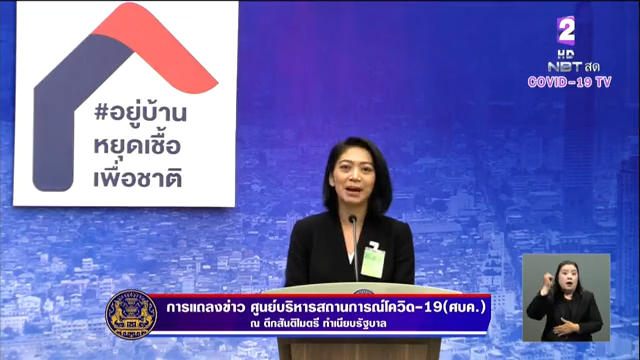 #อยู่บ้าน
หยุดเชื้อ
เพื่อชาติ
2
HD
NBT สด
COVID-19 TV
การแถลงข่าว ศูนย์บริหารสถานการณ์โควิด-19(ศบค.)
ณ ตึกสันติไมตรี ทำเนียบรัฐบาล